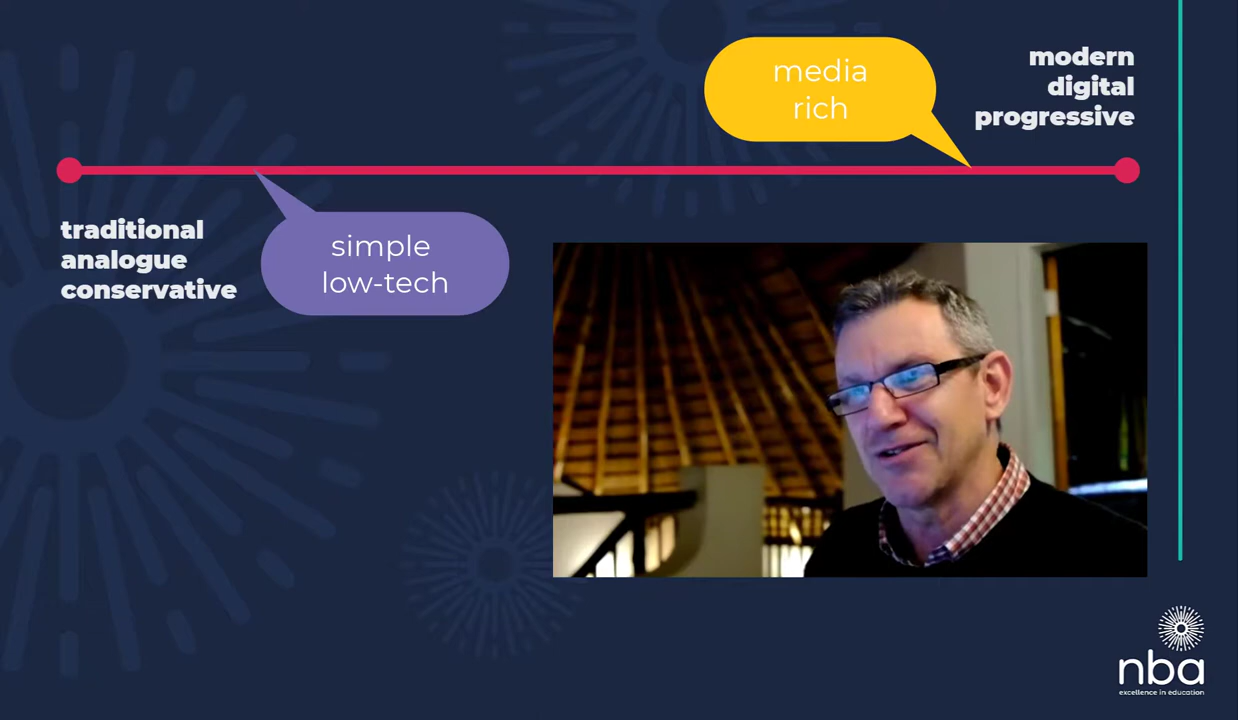 media
rich
modern
digital
progressive
traditional
analogue
conservative
simple
low-tech
nba
excellence in education